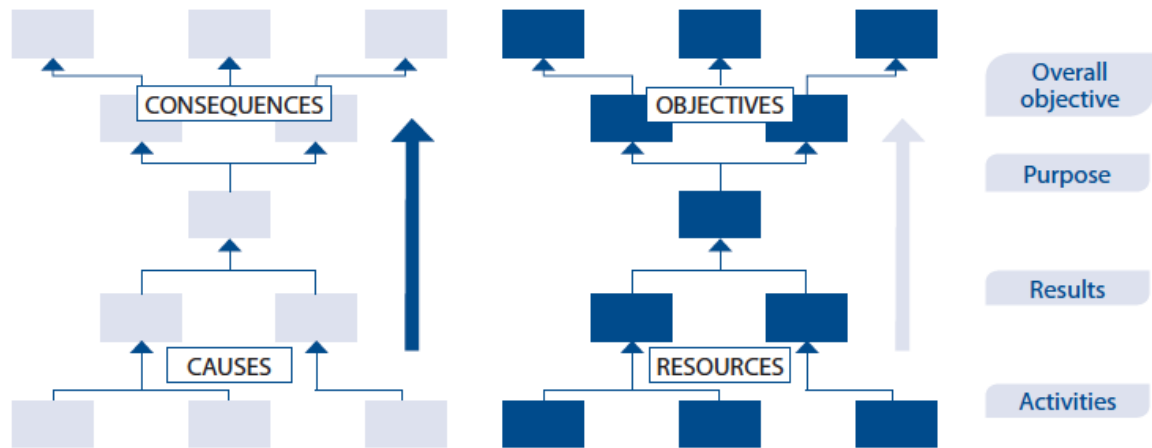 CONSEQUENCES
CAUSES
OBJECTIVES
RESOURCES
Overall
objective
Purpose
Results
Activities